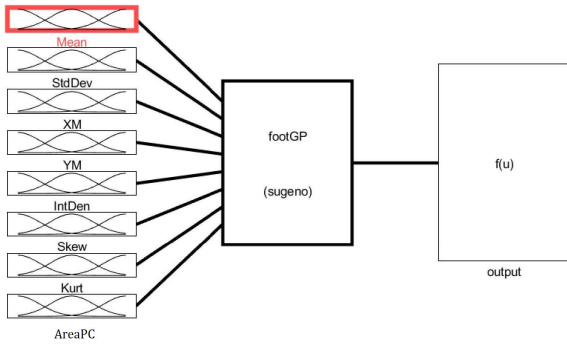 Mean
StdDev
XM
YM
IntDen
Skew
Kurt
AreaPC
footGP
(sugeno)
f(u)
output